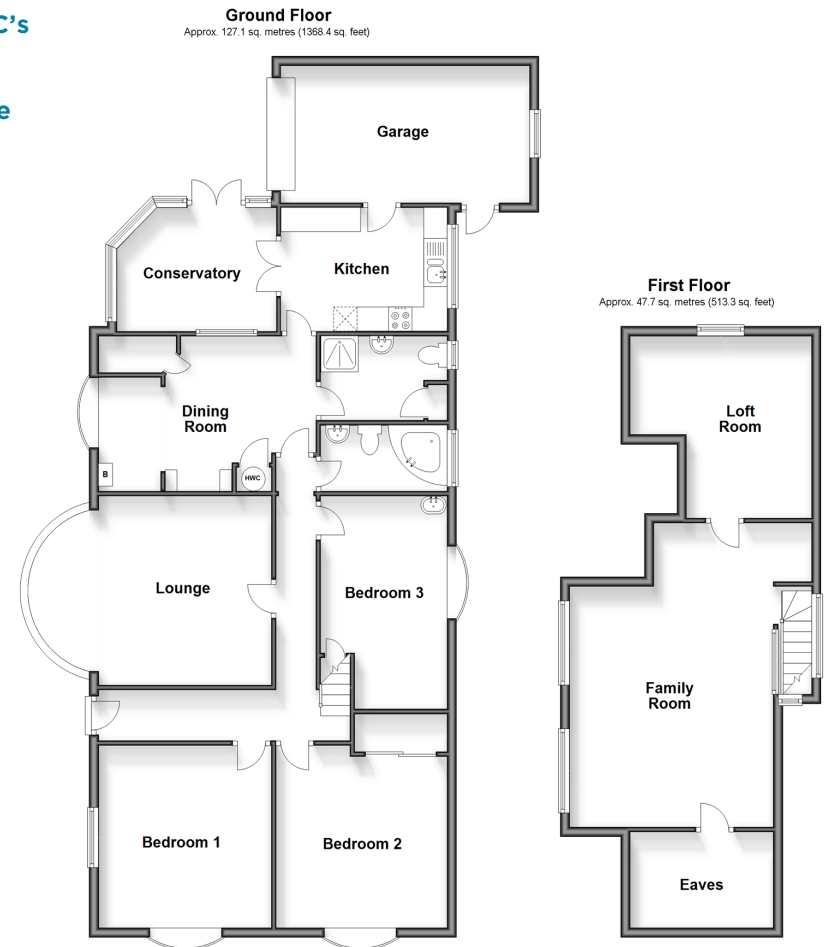 C's
e
Ground Floor
Approx. 127.1 sq. metres (1368.4 sq. feet)
Garage
Conservatory
Kitchen
Dining
Room
B
HWC
Lounge
Bedroom 3
Bedroom 1
Bedroom 2
First Floor
Approx. 47.7 sq. metres (513.3 sq. feet)
Loft
Room
Family
Room
Eaves